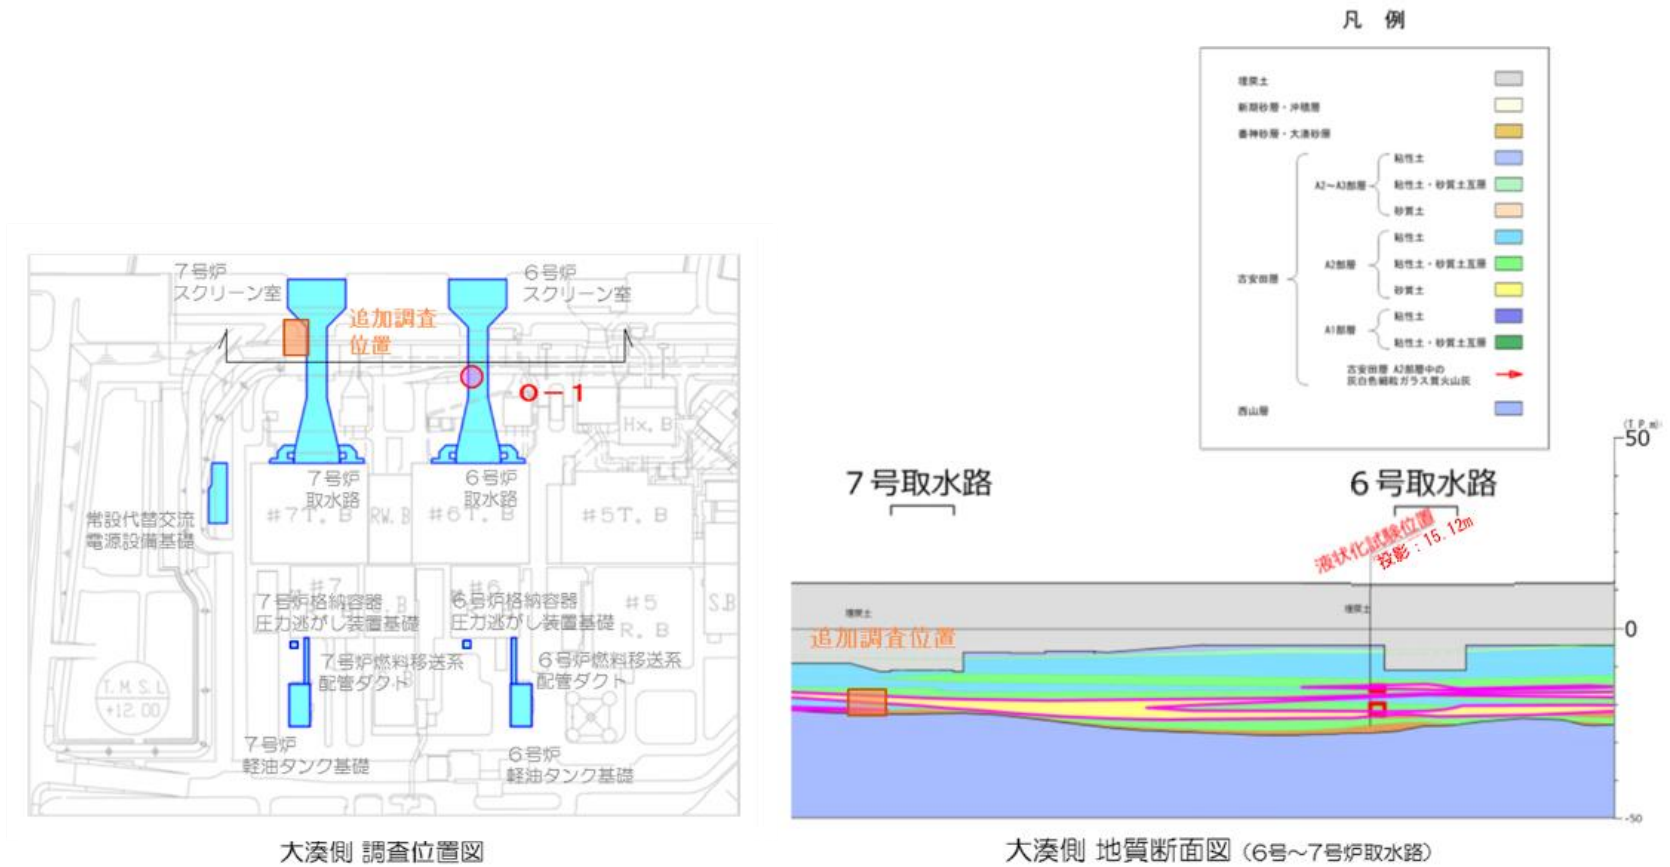 7号炉
スクリーン室
6号炉
スクリーン室
追加調査
位置
O-1
Hx.B
7号炉
取水路
6号炉
取水路
#7T.B
RW.B
#6T.B
#5T.B
常設代替交流
電源設備基礎
#7
#6
7号炉格納容器
圧力逃がし装置基礎
6号炉格納容器
圧力逃がし装置基礎
#5
R.B
S.B
7号炉燃料移送系
配管ダクト
6号炉燃料移送系
配管ダクト
T.M.S.L
+12.00
7号炉
軽油タンク基礎
6号炉
軽油タンク基礎
大湊側 調査位置図
凡 例
埋戻土
新期砂層・沖積層
番神砂層・大湊砂層
古安田層
A2~A3部層
粘性土
粘性土・砂質土互層
砂質土
A2部層
粘性土
粘性土・砂質土互層
砂質土
A1部層
粘性土
粘性土・砂質土互層
古安田層 A2部層中の
灰白色細粒ガラス質火山灰
西山層
(T.P.m)
50
0
-50
7号取水路
6号取水路
液状化試験位置
投影:15.12m
埋戻土
埋戻土
追加調査位置
大湊側 地質断面図 (6号~7号炉取水路)